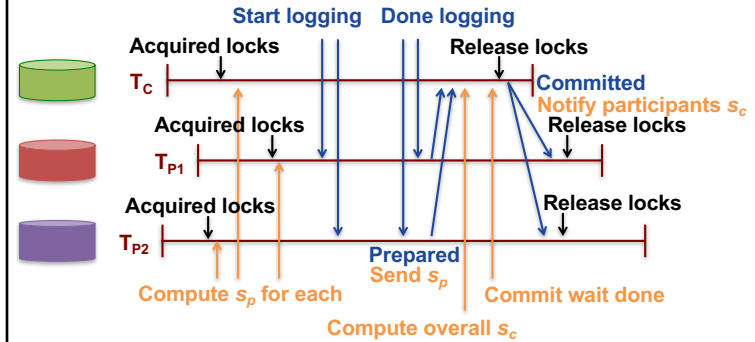 Start logging
Done logging
Acquired locks
Release locks
T_C
Committed
Notify participants s_c
Acquired locks
Release locks
T_P1
Acquired locks
Release locks
T_P2
Prepared
Send s_p
Compute s_p for each
Commit wait done
Compute overall s_c